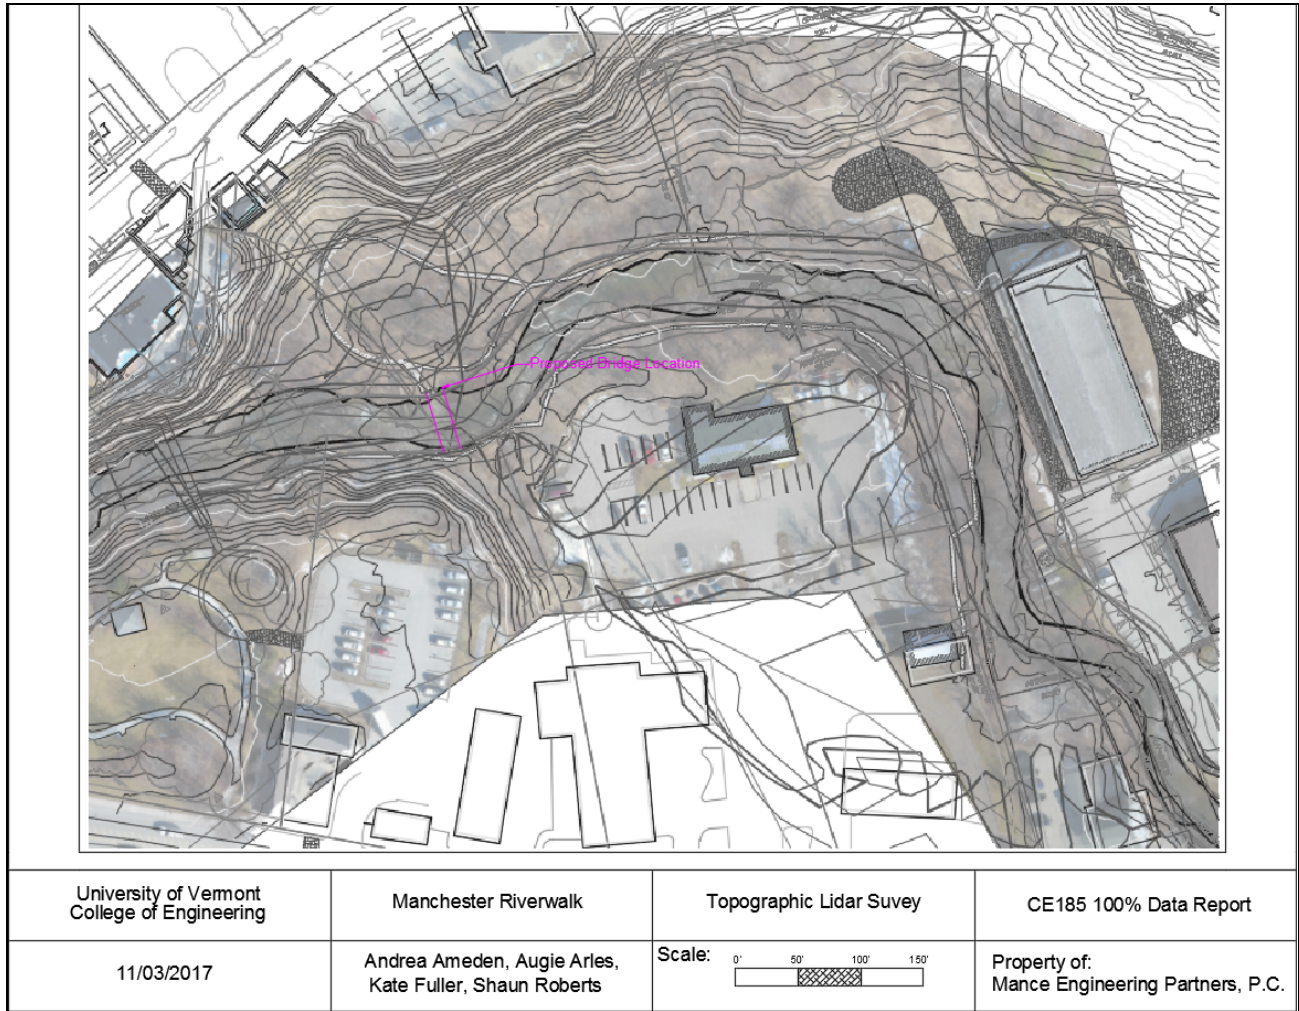 Proposed Bridge Location
University of Vermont
College of Engineering
Manchester Riverwalk
Topographic Lidar Suvey
CE185 100% Data Report
11/03/2017
Andrea Ameden, Augie Arles,
Kate Fuller, Shaun Roberts
Scale:
0' 50' 100' 150'
Property of:
Mance Engineering Partners, P.C.